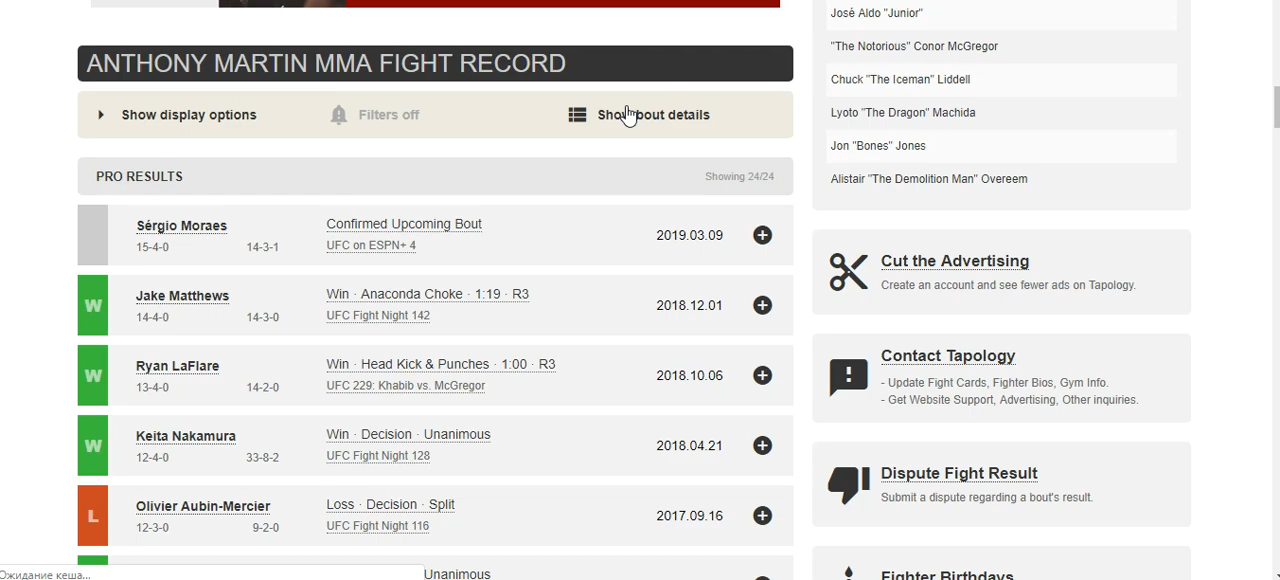 ANTHONY MARTIN MMA FIGHT RECORD
Show display options
Filters off
Show bout details
PRO RESULTS
Showing 24/24
Sérgio Moraes
15-4-0 14-3-1
Confirmed Upcoming Bout
UFC on ESPN+ 4
2019.03.09
W
Jake Matthews
14-4-0 14-3-0
Win · Anaconda Choke · 1:19 · R3
UFC Fight Night 142
2018.12.01
W
Ryan LaFlare
13-4-0 14-2-0
Win · Head Kick & Punches · 1:00 · R3
UFC 229: Khabib vs. McGregor
2018.10.06
W
Keita Nakamura
12-4-0 33-8-2
Win · Decision · Unanimous
UFC Fight Night 128
2018.04.21
L
Olivier Aubin-Mercier
12-3-0 9-2-0
Loss · Decision · Split
UFC Fight Night 116
2017.09.16
Unanimous
Ожидание кеша...
José Aldo "Junior"
"The Notorious" Conor McGregor
Chuck "The Iceman" Liddell
Lyoto "The Dragon" Machida
Jon "Bones" Jones
Alistair "The Demolition Man" Overeem
Cut the Advertising
Create an account and see fewer ads on Tapology.
Contact Tapology
- Update Fight Cards, Fighter Bios, Gym Info.
- Get Website Support, Advertising, Other inquiries.
Dispute Fight Result
Submit a dispute regarding a bout's result.
Fighter Birthdays